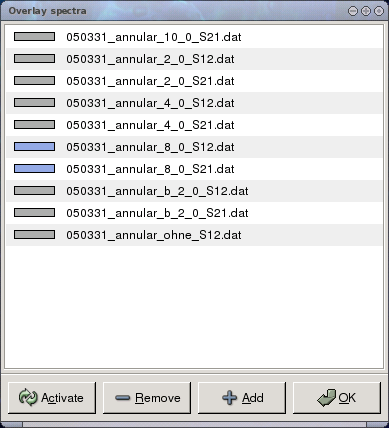 Overlay spectra
050331_annular_10_0_S21.dat
050331_annular_2_0_S12.dat
050331_annular_2_0_S21.dat
050331_annular_4_0_S12.dat
050331_annular_4_0_S21.dat
050331_annular_8_0_S12.dat
050331_annular_8_0_S21.dat
050331_annular_b_2_0_S12.dat
050331_annular_b_2_0_S21.dat
050331_annular_ohne_S12.dat
Activate Remove Add OK